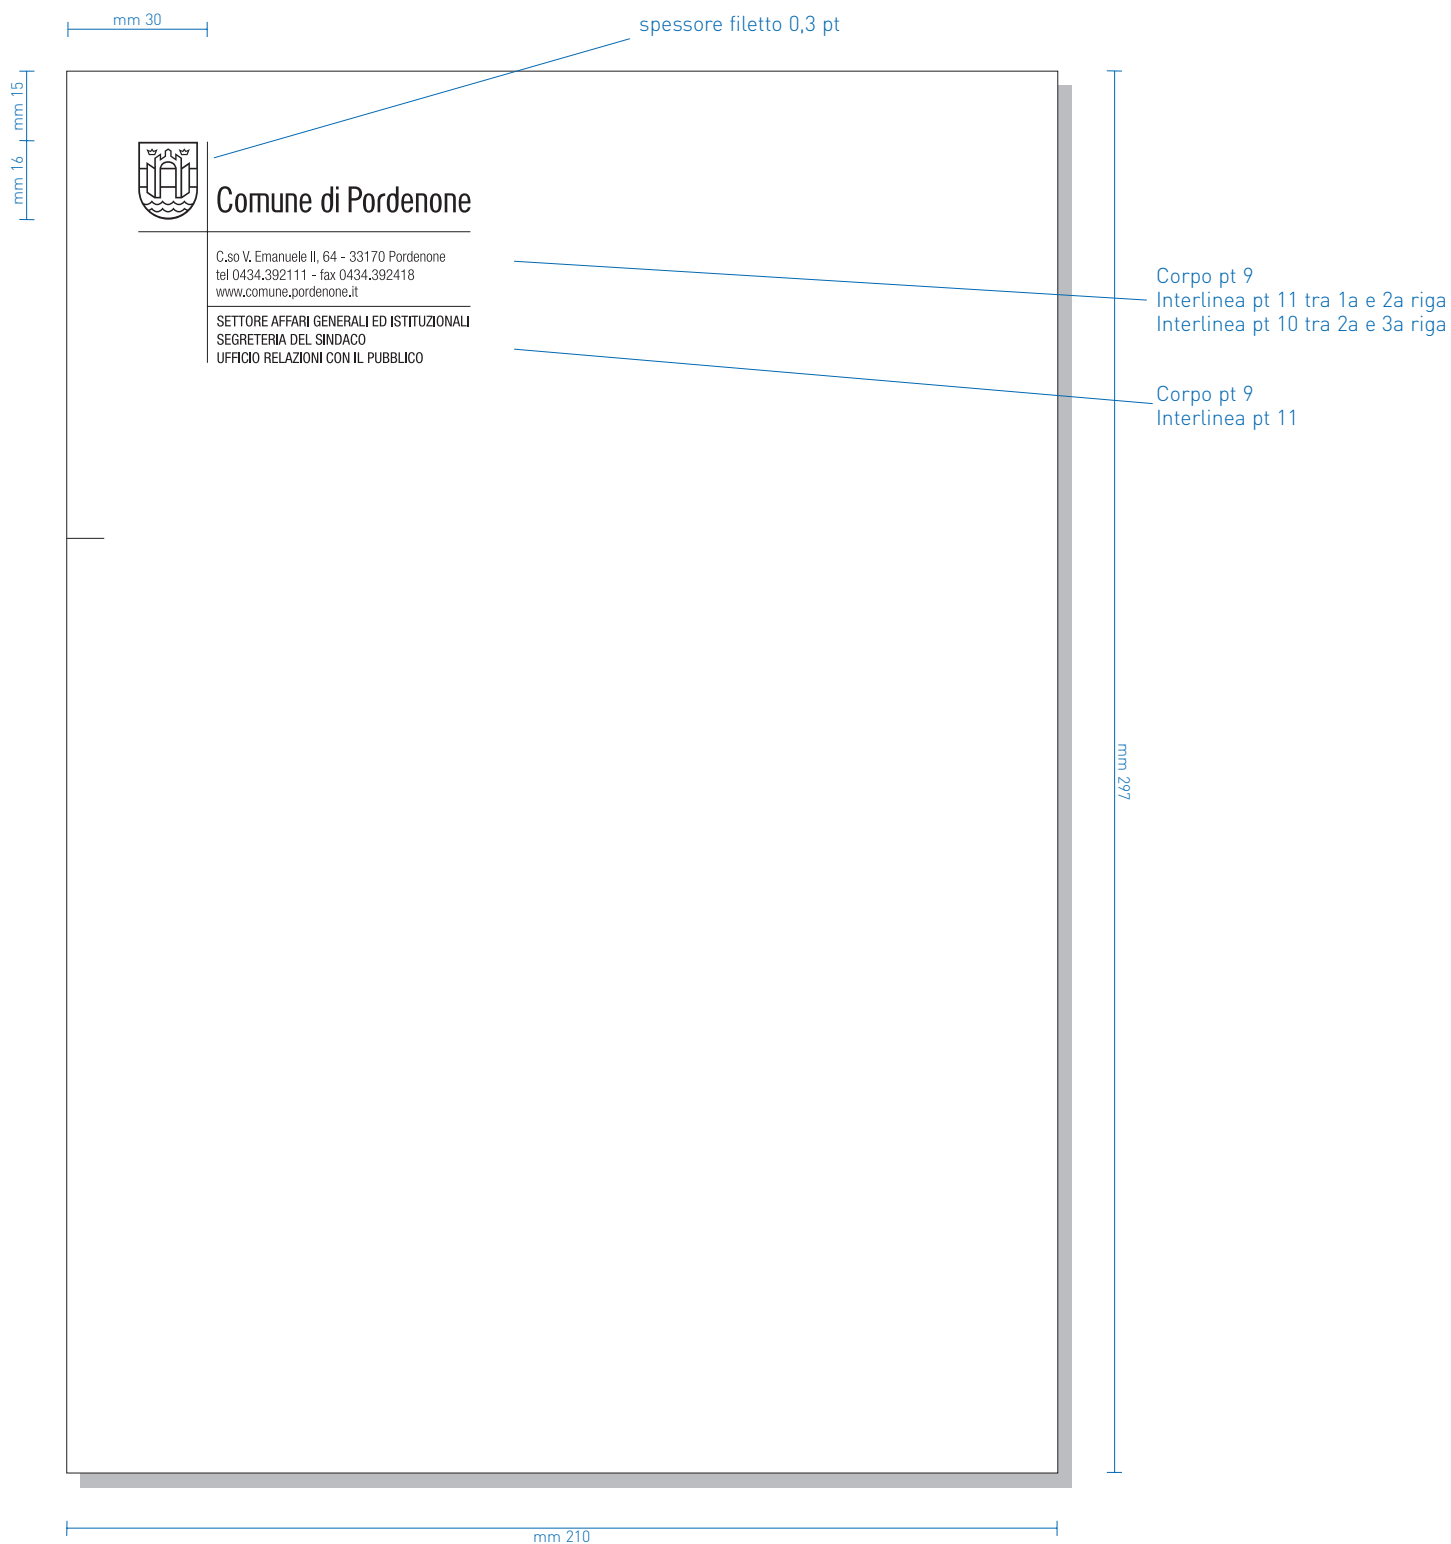 mm 30
spessore filetto 0,3 pt
mm 15
mm 16
Comune di Pordenone
C.so V. Emanuele II, 64 - 33170 Pordenone
tel 0434.392111 - fax 0434.392418
www.comune.pordenone.it
SETTORE AFFARI GENERALI ED ISTITUZIONALI
SEGRETERIA DEL SINDACO
UFFICIO RELAZIONI CON IL PUBBLICO
Corpo pt 9
Interlinea pt 11 tra 1a e 2a riga
Interlinea pt 10 tra 2a e 3a riga
Corpo pt 9
Interlinea pt 11
mm 297
mm 210